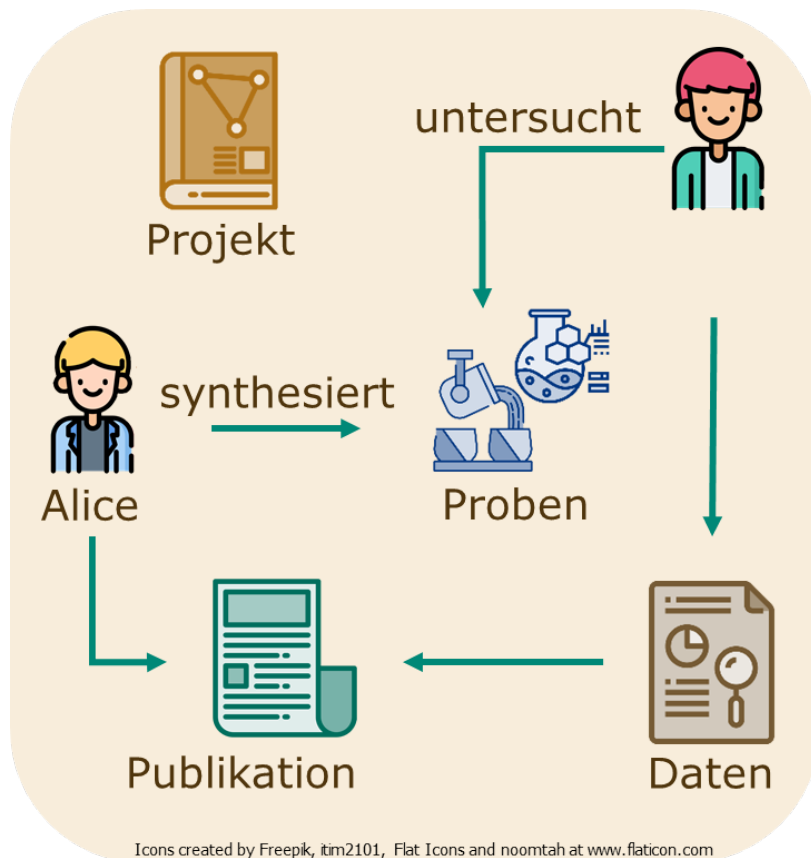 untersucht
Projekt
synthesiert
Alice
Proben
Publikation
Daten
Icons created by Freepik, itim2101, Flat Icons and noomtah at www.flaticon.com